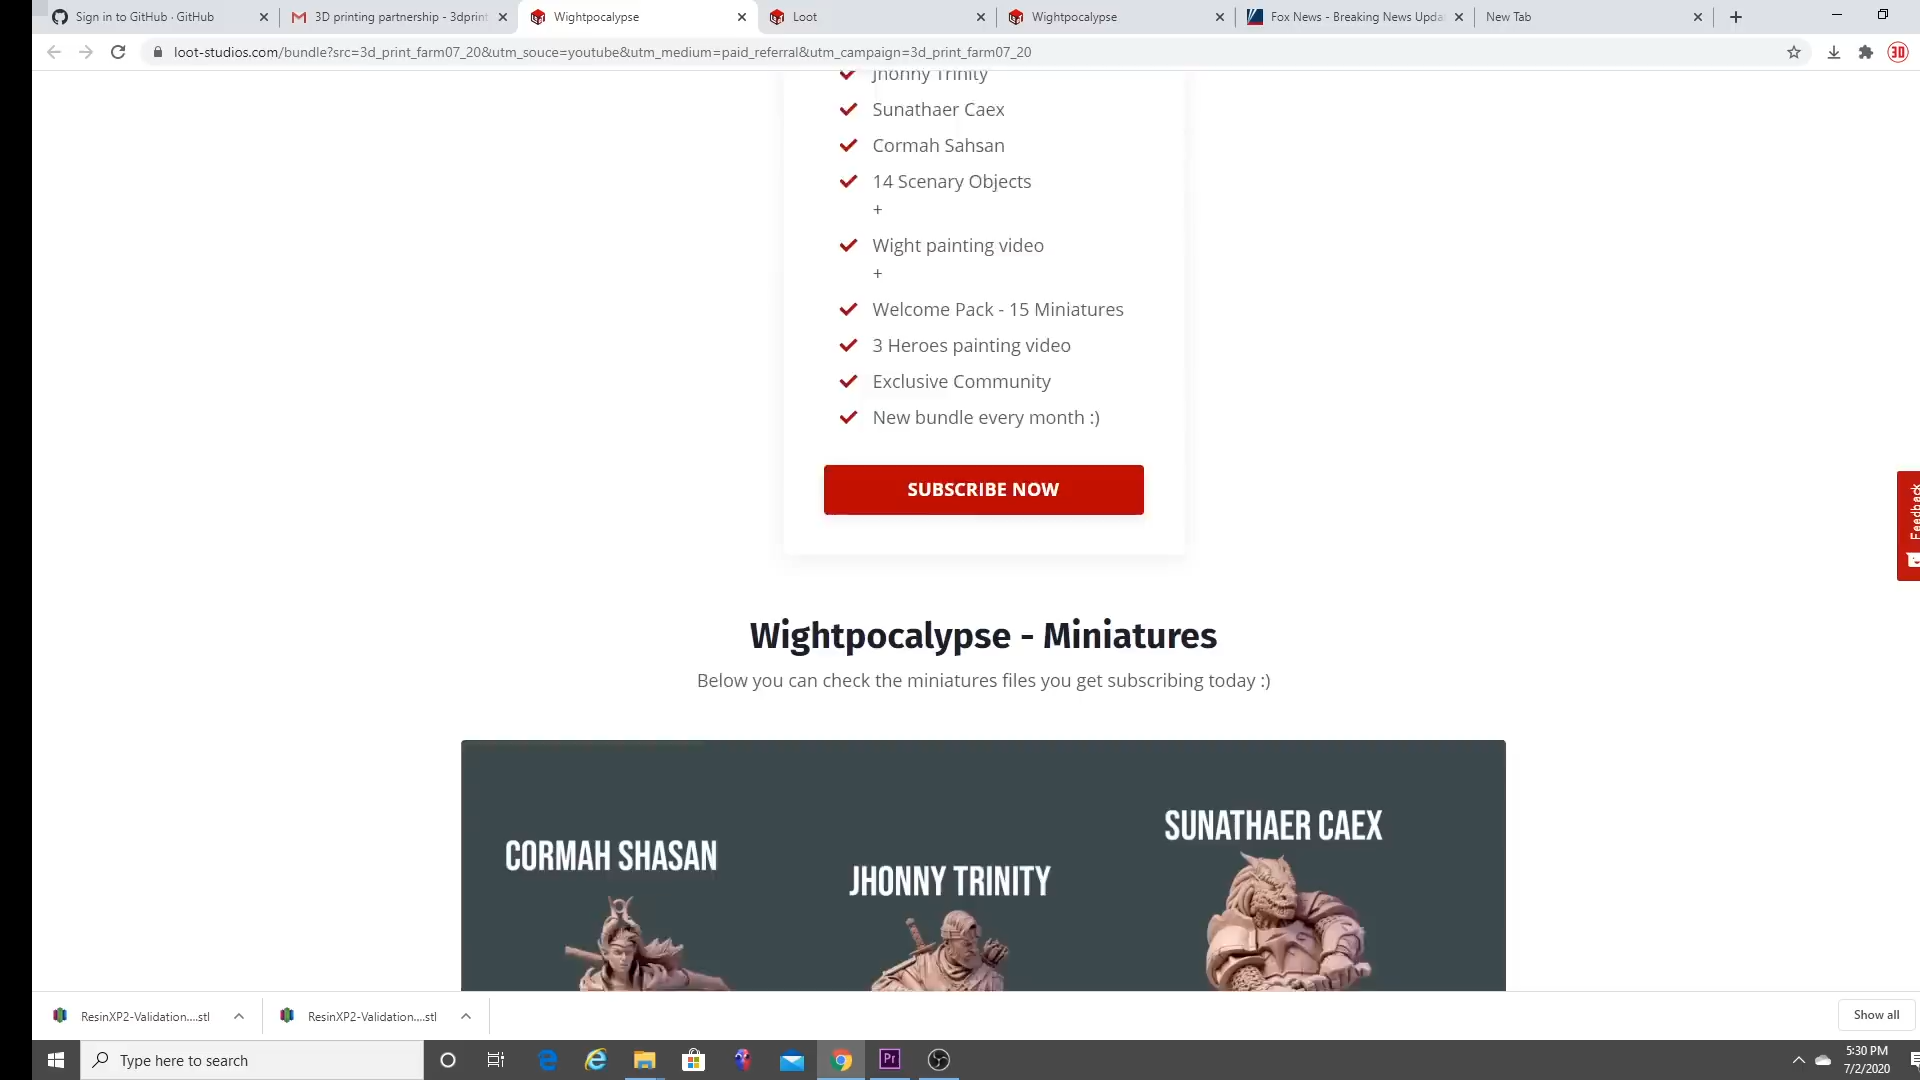 Sign in to GitHub · GitHub
3D printing partnership - 3dprint
Wightpocalypse
Loot
Wightpocalypse
Fox News - Breaking News Upda
New Tab
loot-studios.com/bundle?src=3d_print_farm07_20&utm_souce=youtube&utm_medium=paid_referral&utm_campaign=3d_print_farm07_20
3D
Jhonny Trinity
Sunathaer Caex
Cormah Sahsan
14 Scenary Objects
+
Wight painting video
+
Welcome Pack - 15 Miniatures
3 Heroes painting video
Exclusive Community
New bundle every month :)
SUBSCRIBE NOW
Feedback
Wightpocalypse - Miniatures
Below you can check the miniatures files you get subscribing today :)
SUNATHAER CAEX
CORMAH SHASAN
JHONNY TRINITY
ResinXP2-Validation....stl
ResinXP2-Validation....stl
Show all
Type here to search
Pr
5:30 PM
7/2/2020